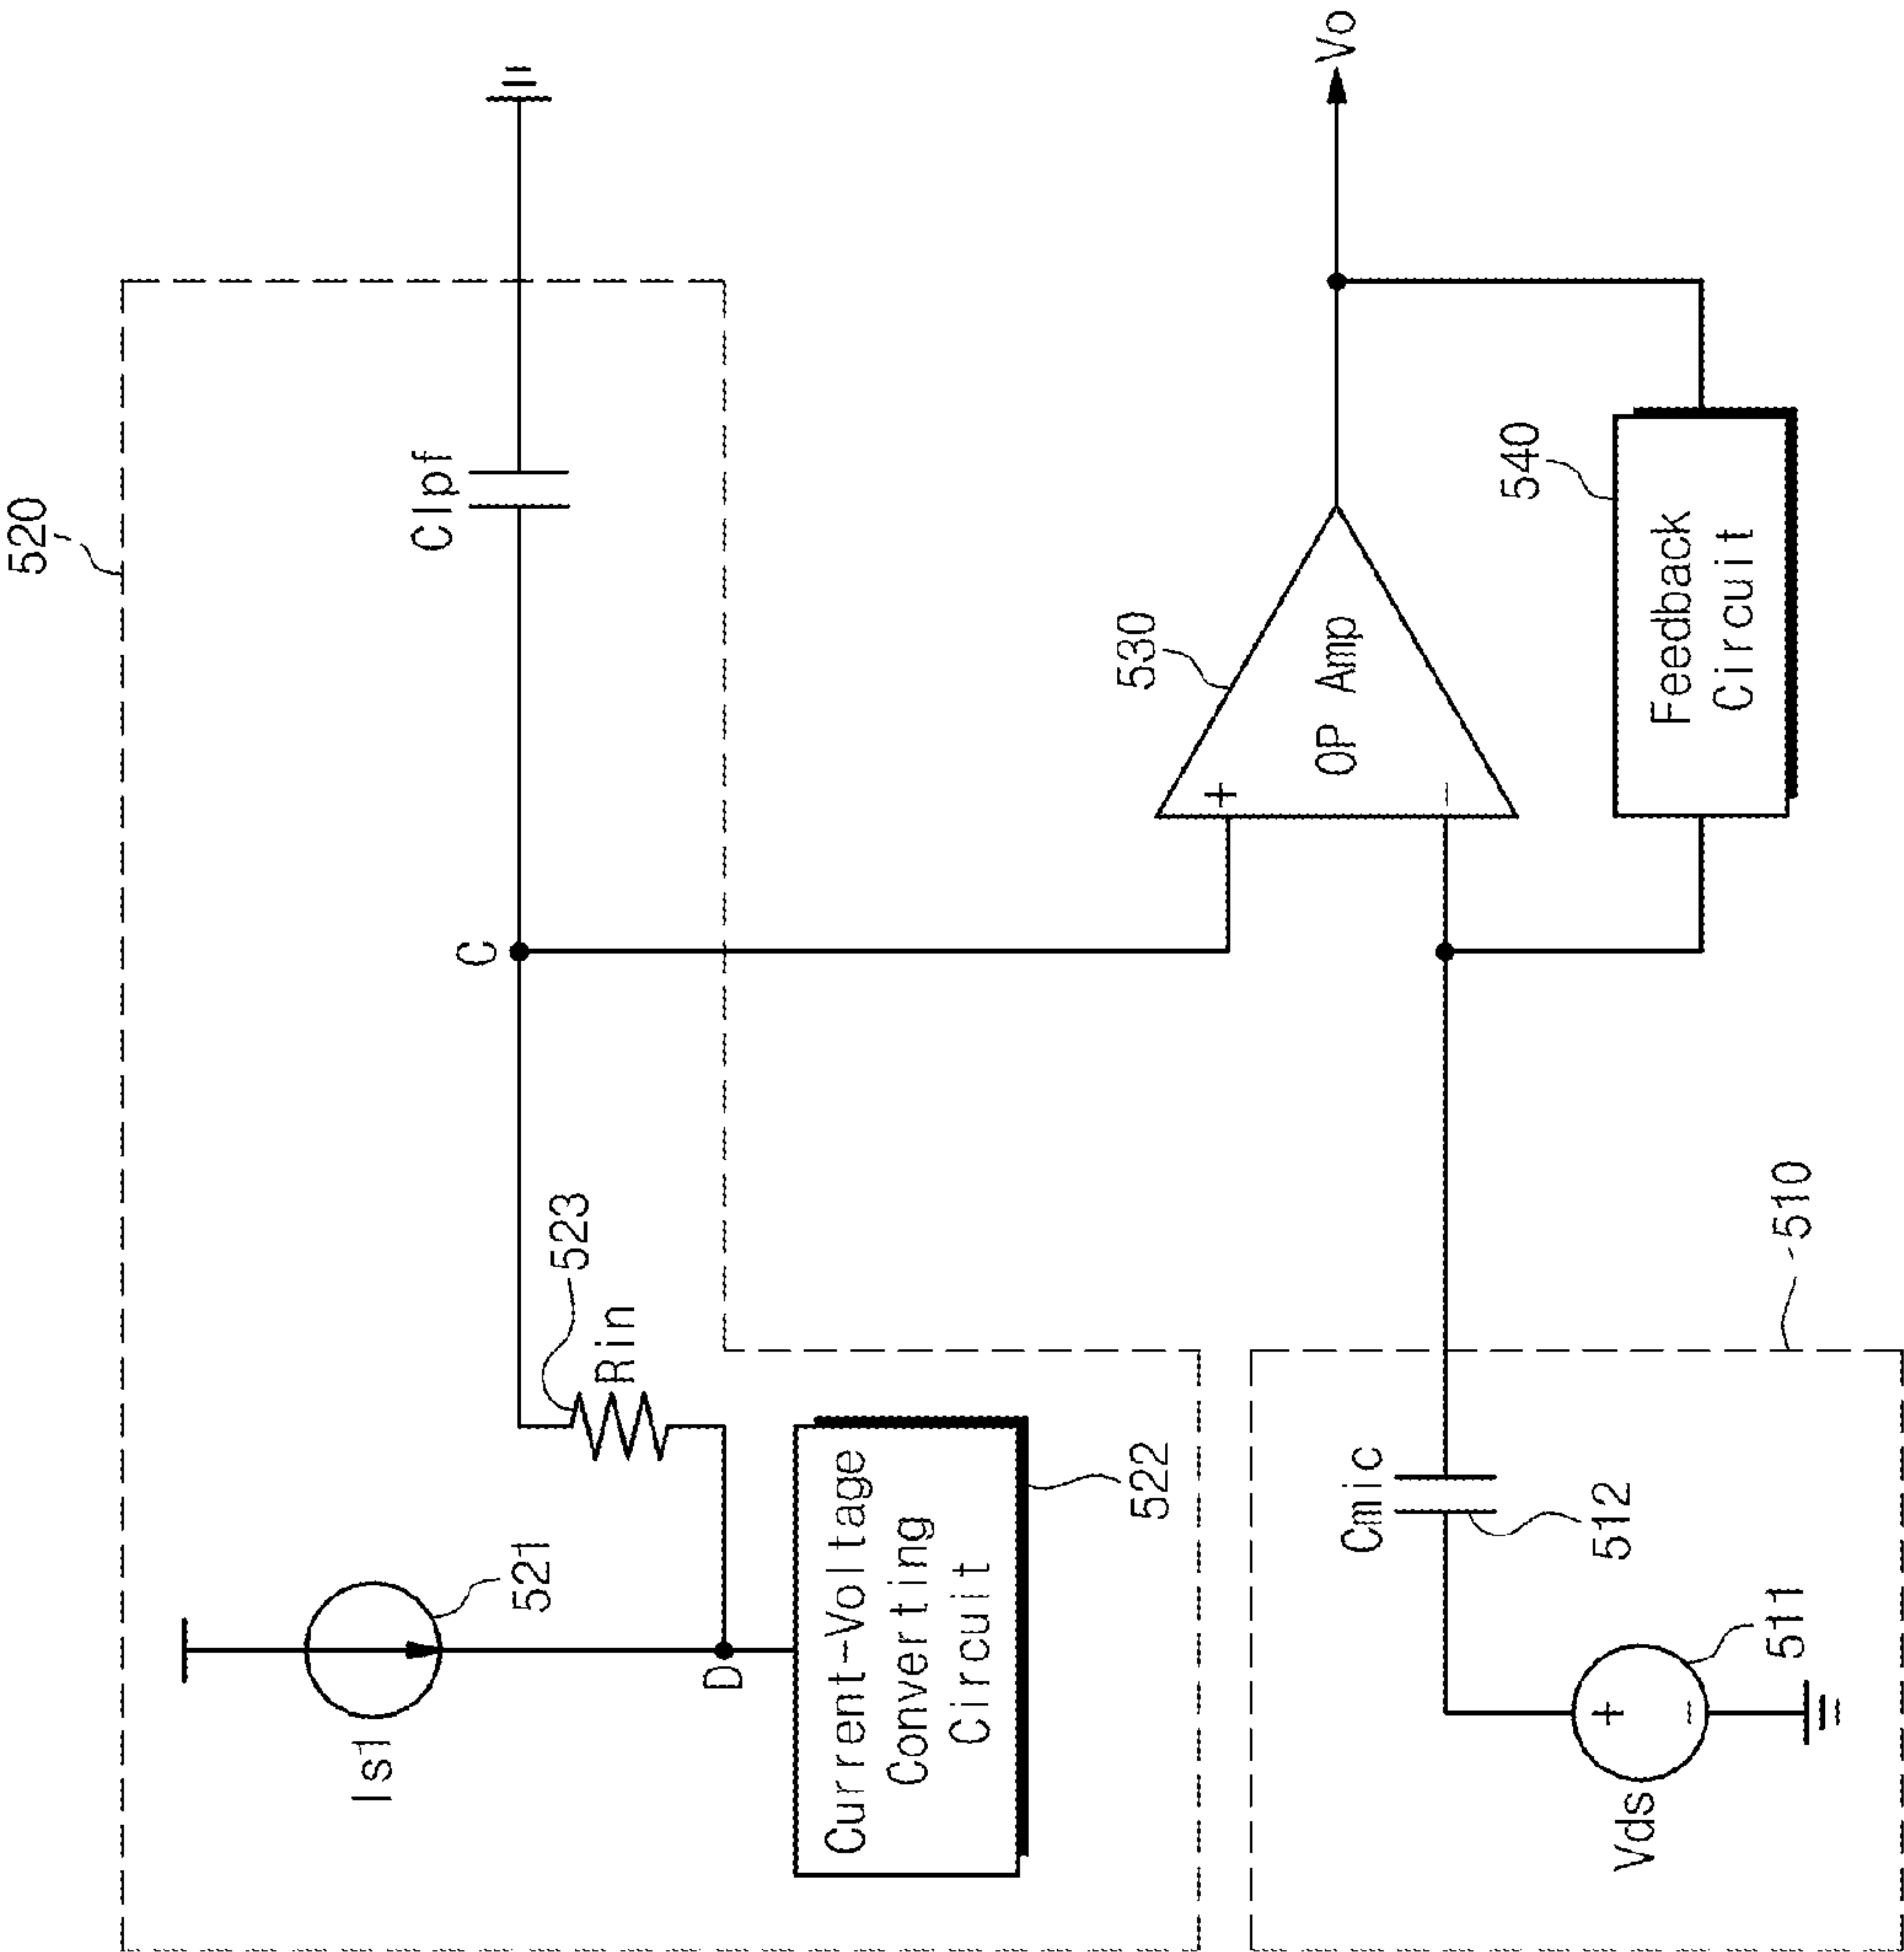 520
Is1
521
D
Current-Voltage
Converting
Circuit
522
523
Rin
C
Clpf
530
+
-
OP Amp
Vo
540
Feedback
Circuit
510
Cmic
512
511
+
-
Vds